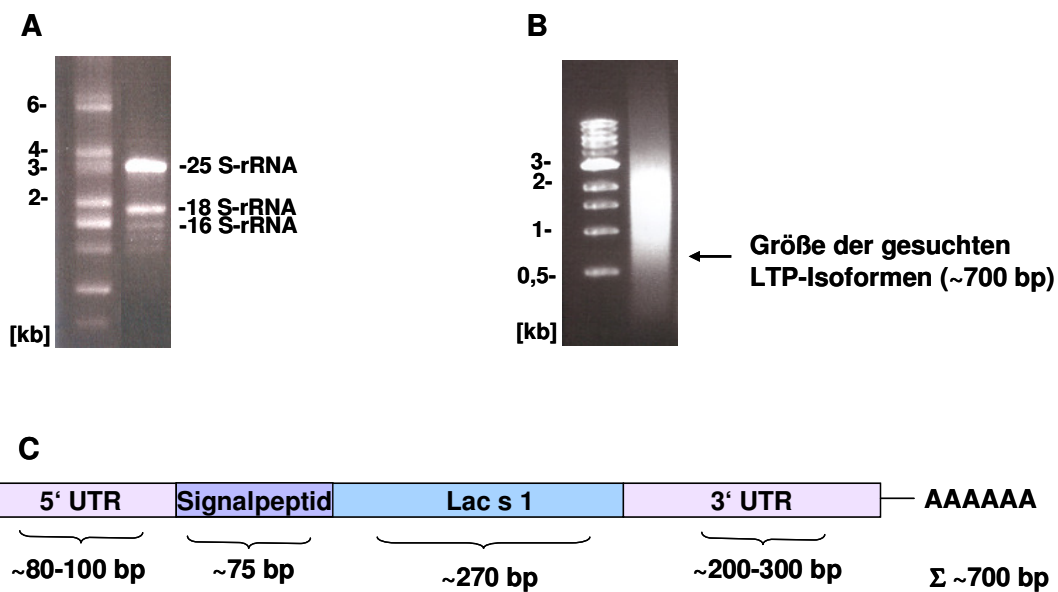 A
6-
4-
3-
2-
[kb]
-25 S-rRNA
-18 S-rRNA
-16 S-rRNA
B
3-
2-
1-
0,5-
[kb]
Größe der gesuchten
LTP-Isoformen (~700 bp)
C
5‘ UTR Signalpeptid Lac s 1 3‘ UTR AAAAAA
~80-100 bp ~75 bp ~270 bp ~200-300 bp Σ ~700 bp